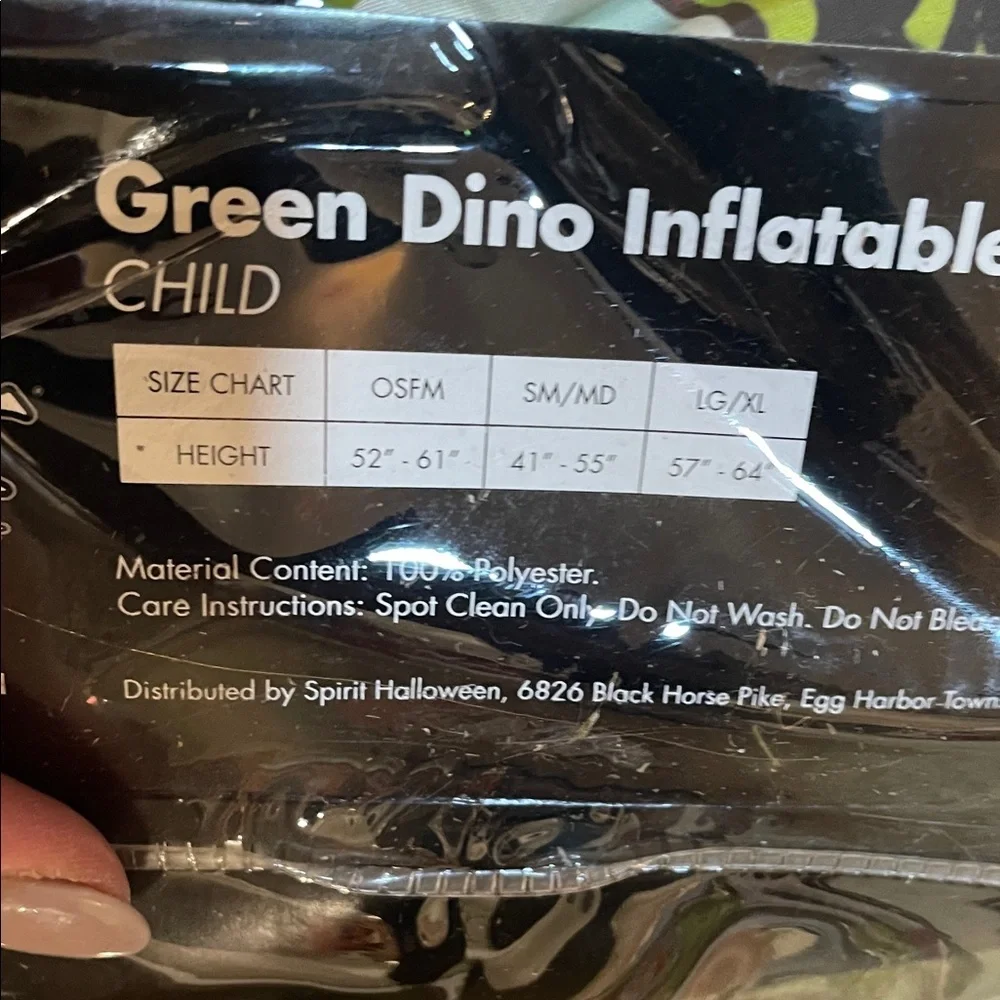 Green Dino Inflatable
CHILD
SIZE CHART OSFM SM/MD LG/XL
HEIGHT 52" - 61" 41" - 55" 57" - 64"
Material Content: 100% Polyester.
Care Instructions: Spot Clean Only. Do Not Wash. Do Not
Distributed by Spirit Halloween, 6826 Black Horse Pike, Egg Harbor Town